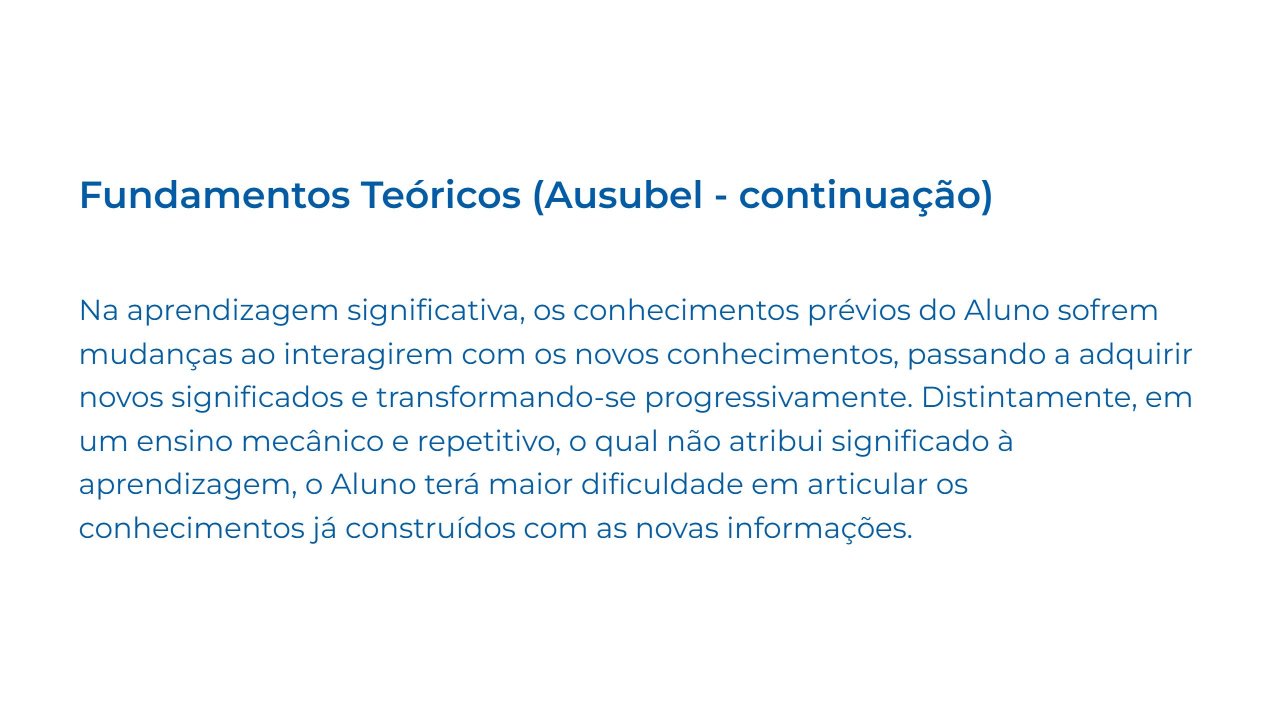 Fundamentos Teóricos (Ausubel - continuação)
Na aprendizagem significativa, os conhecimentos prévios do Aluno sofrem
mudanças ao interagirem com os novos conhecimentos, passando a adquirir
novos significados e transformando-se progressivamente. Distintamente, em
um ensino mecânico e repetitivo, o qual não atribui significado à
aprendizagem, o Aluno terá maior dificuldade em articular os
conhecimentos já construídos com as novas informações.